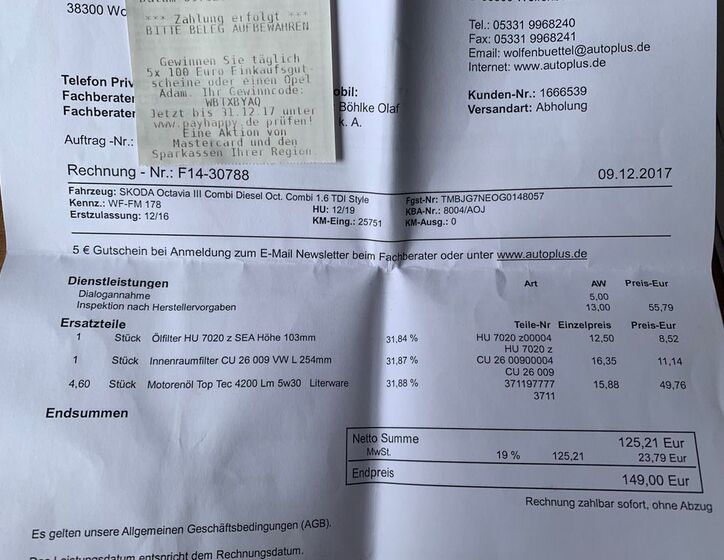 38300 Wo
*** Zahlung erfolgt ***
BITTE BELEG AUFBEWAHREN
Gewinnen Sie täglich
5x 100 Euro Einkaufsgut-
scheine oder einen Opel
Adam. Ihr Gewinncode:
WBTXBYAQ
Jetzt bis 31.12.17 unter
www.payhappy.de prüfen!
Eine Aktion von
Mastercard und den
Sparkassen Ihrer Region.
Tel.: 05331 9968240
Fax: 05331 9968241
Email: wolfenbuettel@autoplus.de
Internet: www.autoplus.de
Telefon Priv
Fachberater
Fachberater
obil:
Böhlke Olaf
k. A.
Kunden-Nr.: 1666539
Versandart: Abholung
Auftrag -Nr.:
Rechnung - Nr.: F14-30788 09.12.2017
Fahrzeug: SKODA Octavia III Combi Diesel Oct. Combi 1.6 TDI Style Fgst-Nr: TMBJG7NEOG0148057
Kennz.: WF-FM 178 HU: 12/19 KBA-Nr.: 8004/AOJ
Erstzulassung: 12/16 KM-Eing.: 25751 KM-Ausg.: 0
5 € Gutschein bei Anmeldung zum E-Mail Newsletter beim Fachberater oder unter www.autoplus.de
Dienstleistungen Art AW Preis-Eur
Dialogannahme 5,00
Inspektion nach Herstellervorgaben 13,00 55,79
Ersatzteile Teile-Nr Einzelpreis Preis-Eur
1 Stück Ölfilter HU 7020 z SEA Höhe 103mm 31,84 % HU 7020 z00004 12,50 8,52
HU 7020 z
1 Stück Innenraumfilter CU 26 009 VW L 254mm 31,87 % CU 26 00900004 16,35 11,14
CU 26 009
4,60 Stück Motorenöl Top Tec 4200 Lm 5w30 Literware 31,88 % 371197777 15,88 49,76
3711
Endsummen
Netto Summe 125,21 Eur
MwSt. 19 % 125,21 23,79 Eur
Endpreis 149,00 Eur
Rechnung zahlbar sofort, ohne Abzug
Es gelten unsere Allgemeinen Geschäftsbedingungen (AGB).
Leistungsdatum entspricht dem Rechnungsdatum.